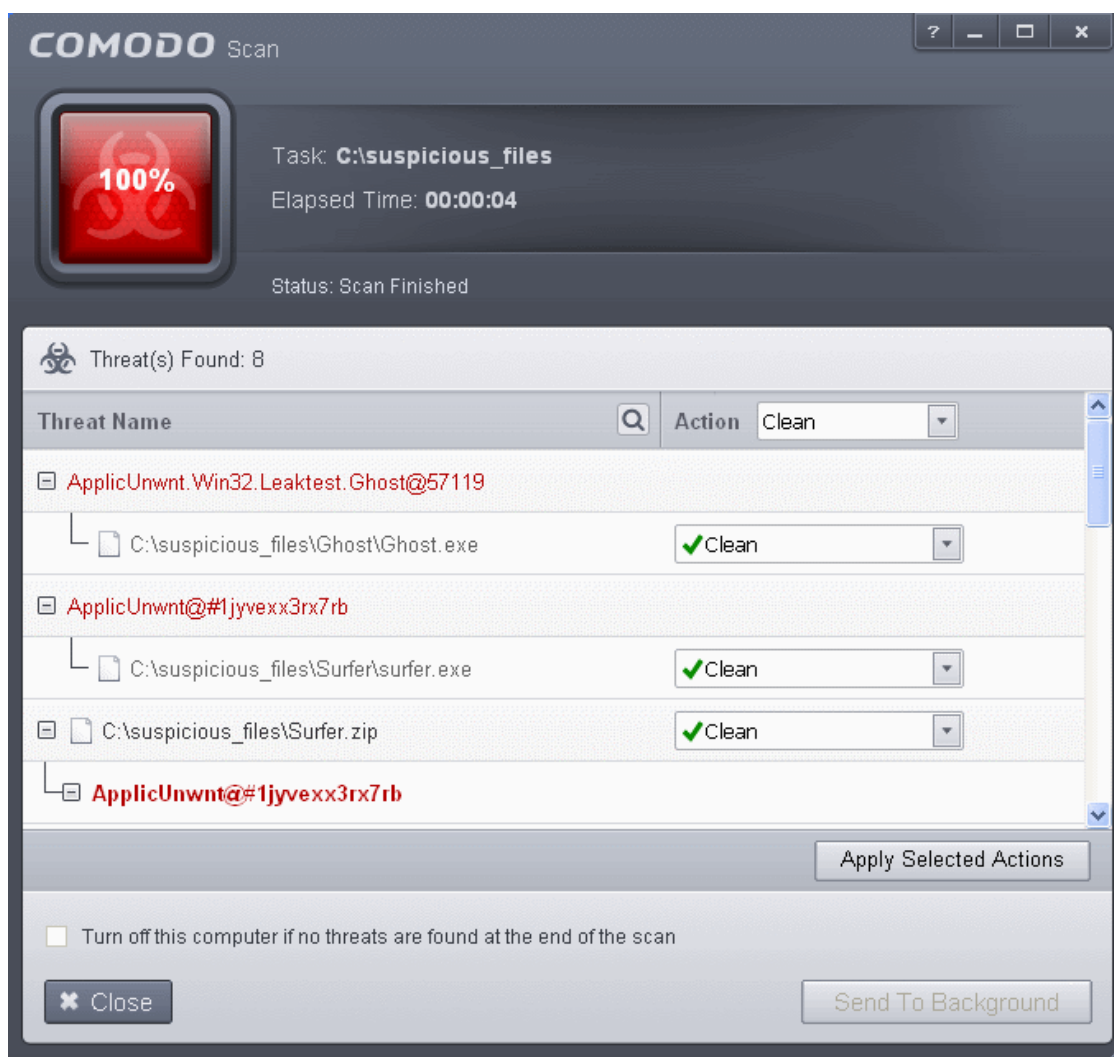 COMODO Scan
?
100%
Task: C:\suspicious_files
Elapsed Time: 00:00:04
Status: Scan Finished
Threat(s) Found: 8
Threat Name Action Clean
ApplicUnwnt.Win32.Leaktest.Ghost@57119
C:\suspicious_files\Ghost\Ghost.exe Clean
ApplicUnwnt@#1jyvexx3rx7rb
C:\suspicious_files\Surfer\surfer.exe Clean
C:\suspicious_files\Surfer.zip Clean
ApplicUnwnt@#1jyvexx3rx7rb
Apply Selected Actions
Turn off this computer if no threats are found at the end of the scan
Close Send To Background